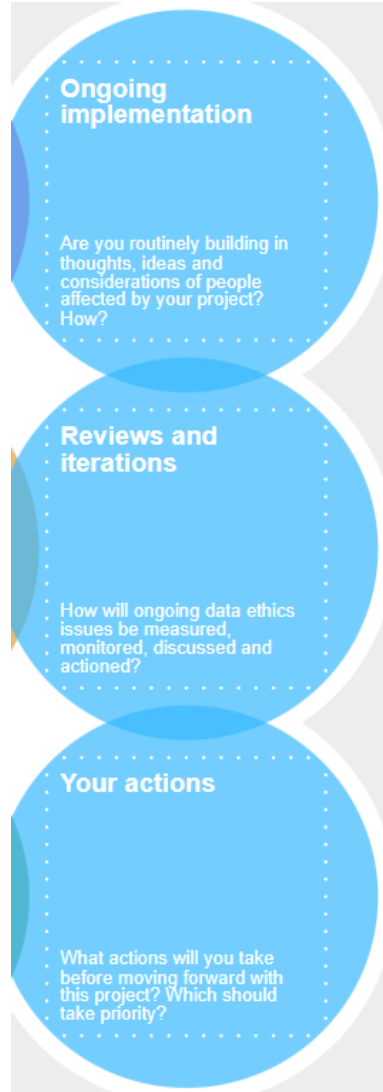 Ongoing
implementation
Are you routinely building in
thoughts, ideas and
considerations of people
affected by your project?
How?
Reviews and
iterations
How will ongoing data ethics
issues be measured,
monitored, discussed and
actioned?
Your actions
What actions will you take
before moving forward with
this project? Which should
take priority?